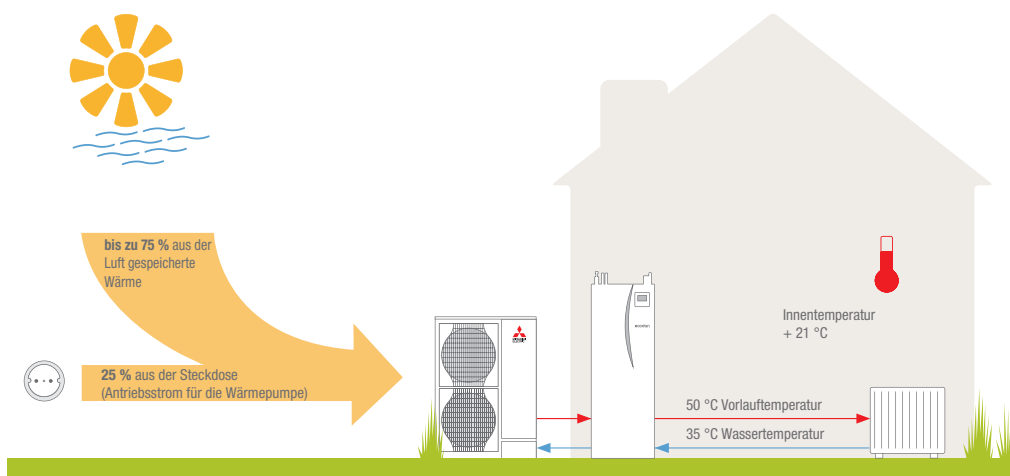 bis zu 75 % aus der
Luft gespeicherte
Wärme
25 % aus der Steckdose
(Antriebsstrom für die Wärmepumpe)
ecodan
Innentemperatur
+ 21 °C
50 °C Vorlauftemperatur
35 °C Wassertemperatur